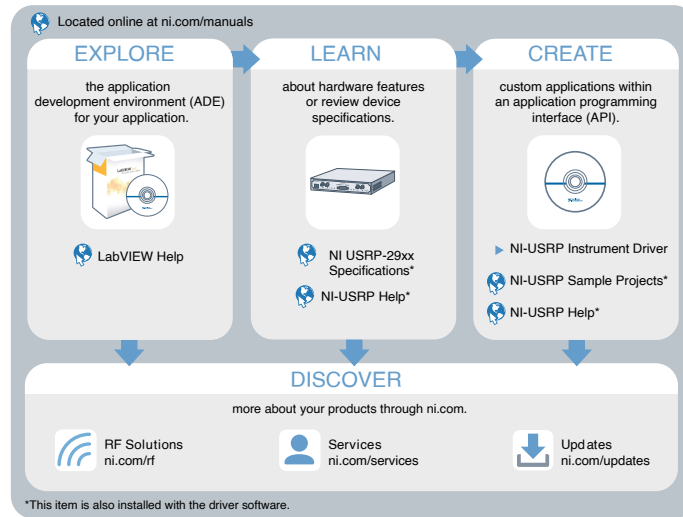 Located online at ni.com/manuals
EXPLORE
the application
development environment (ADE)
for your application.
LabVIEW
LabVIEW Help
LEARN
about hardware features
or review device
specifications.
NI USRP-29xx
Specifications*
NI-USRP Help*
CREATE
custom applications within
an application programming
interface (API).
NI-USRP Instrument Driver
NI-USRP Sample Projects*
NI-USRP Help*
DISCOVER
more about your products through ni.com.
RF Solutions
ni.com/rf
Services
ni.com/services
Updates
ni.com/updates
*This item is also installed with the driver software.